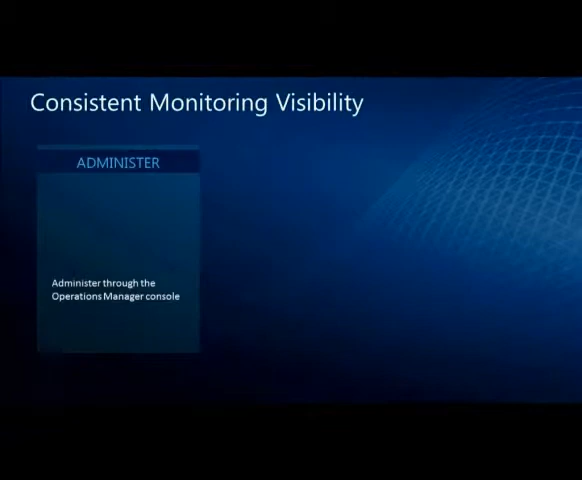 Consistent Monitoring Visibility
ADMINISTER
Administer through the
Operations Manager console